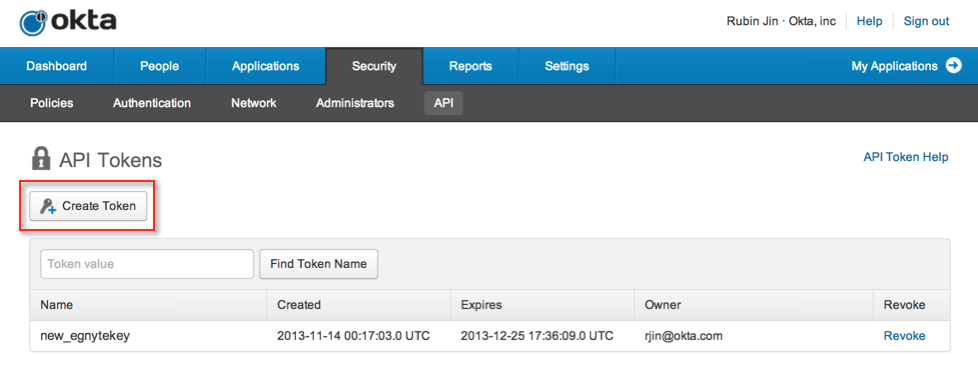 okta
Rubin Jin · Okta, inc Help Sign out
Dashboard People Applications Security Reports Settings My Applications
Policies Authentication Network Administrators API
API Tokens API Token Help
Create Token
Token value Find Token Name
Name Created Expires Owner Revoke
new_egnytekey 2013-11-14 00:17:03.0 UTC 2013-12-25 17:36:09.0 UTC rjin@okta.com Revoke